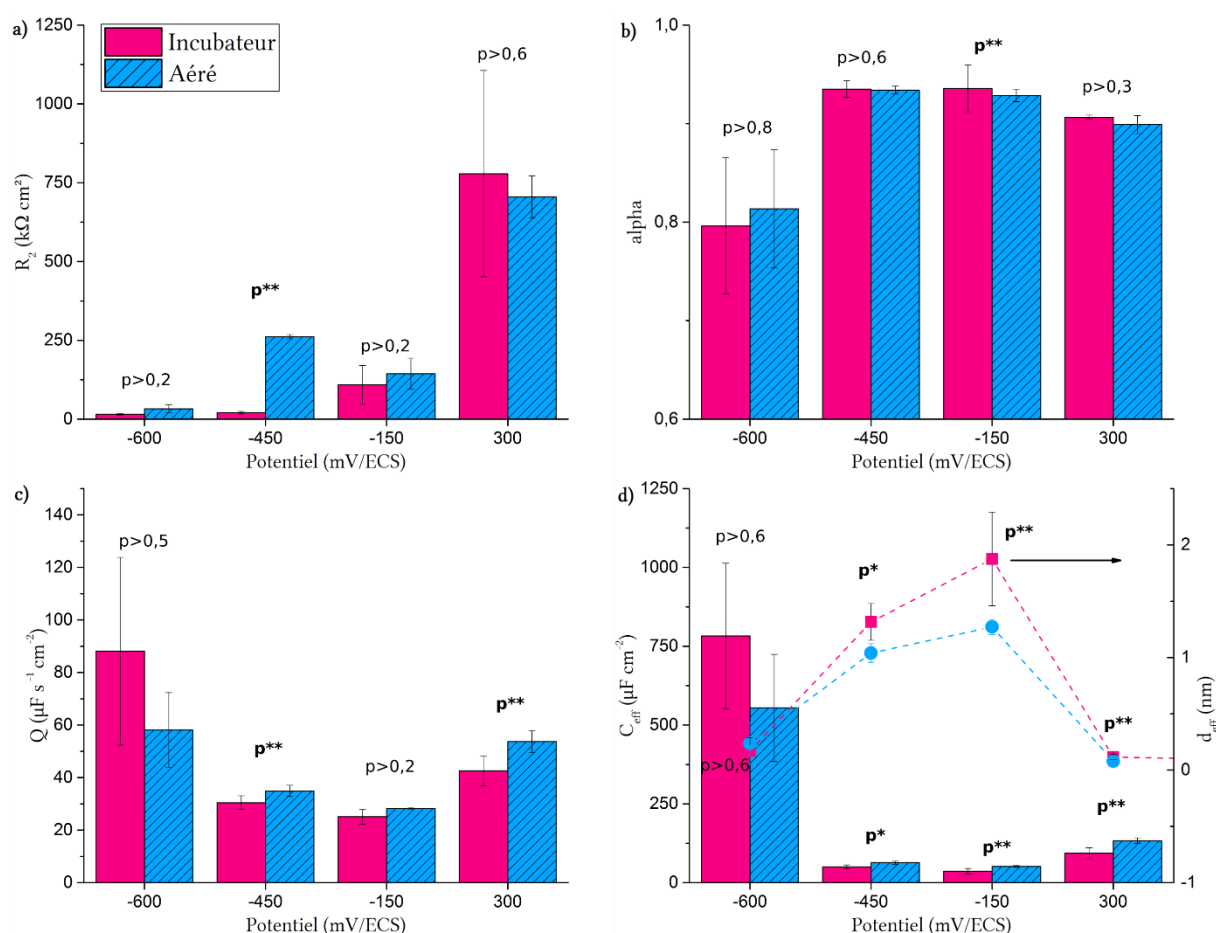 a)
1250
1000
750
500
250
0
R₂ (kΩ cm²)
Incubateur
Aéré
p>0,2
p**
p>0,2
p>0,6
-600 -450 -150 300
Potentiel (mV/ECS)
b)
1,0
0,8
0,6
alpha
p>0,8
p>0,6
p**
p>0,3
-600 -450 -150 300
Potentiel (mV/ECS)
c)
140
120
100
80
60
40
20
0
Q (µF s⁻¹ cm⁻²)
p>0,5
p**
p>0,2
p**
-600 -450 -150 300
Potentiel (mV/ECS)
d)
1250
1000
750
500
250
0
C_eff (µF cm⁻²)
p>0,6
p*
p**
p**
p>0,6
p*
p**
p**
2
1
0
-1
d_eff (nm)
-600 -450 -150 300
Potentiel (mV/ECS)